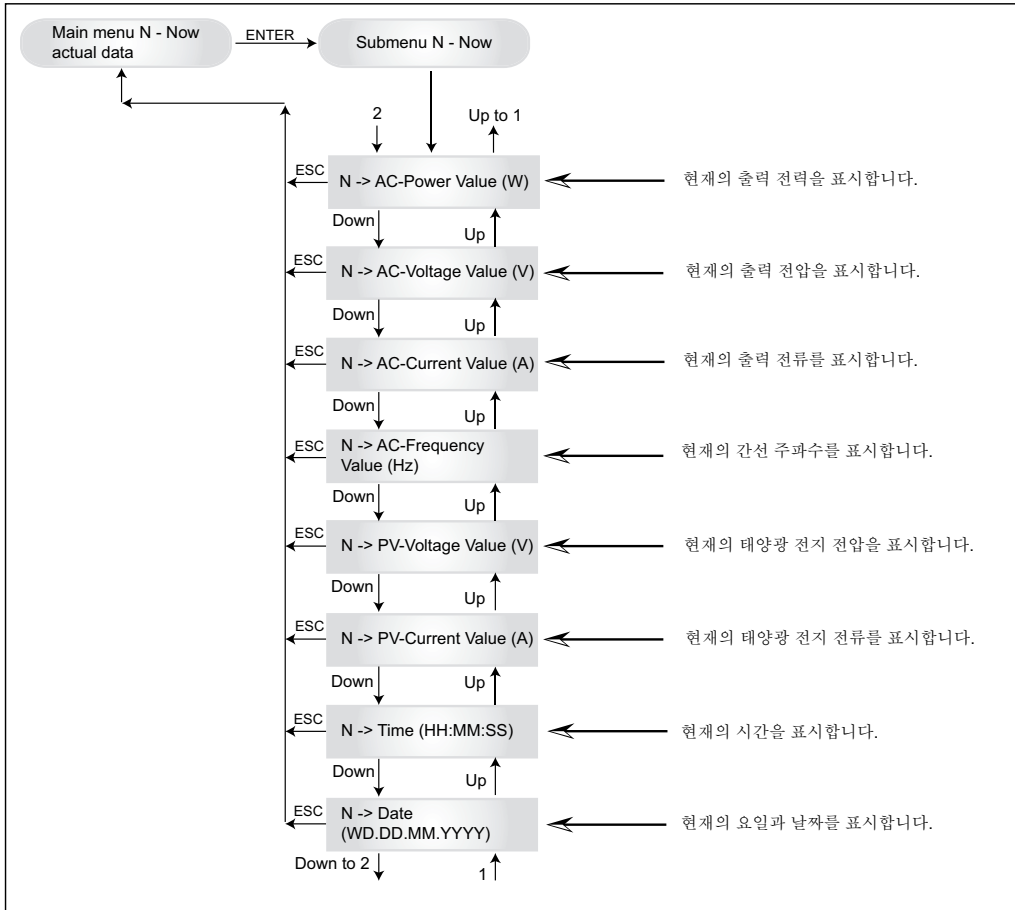 Main menu N - Now
actual data
ENTER
Submenu N - Now
2
Up to 1
ESC
N -> AC-Power Value (W)
현재의 출력 전력을 표시합니다.
Down
Up
ESC
N -> AC-Voltage Value (V)
현재의 출력 전압을 표시합니다.
Down
Up
ESC
N -> AC-Current Value (A)
현재의 출력 전류를 표시합니다.
Down
Up
ESC
N -> AC-Frequency
Value (Hz)
현재의 간선 주파수를 표시합니다.
Down
Up
ESC
N -> PV-Voltage Value (V)
현재의 태양광 전지 전압을 표시합니다.
Down
Up
ESC
N -> PV-Current Value (A)
현재의 태양광 전지 전류를 표시합니다.
Down
Up
ESC
N -> Time (HH:MM:SS)
현재의 시간을 표시합니다.
Down
Up
ESC
N -> Date
(WD.DD.MM.YYYY)
현재의 요일과 날짜를 표시합니다.
Down to 2
1